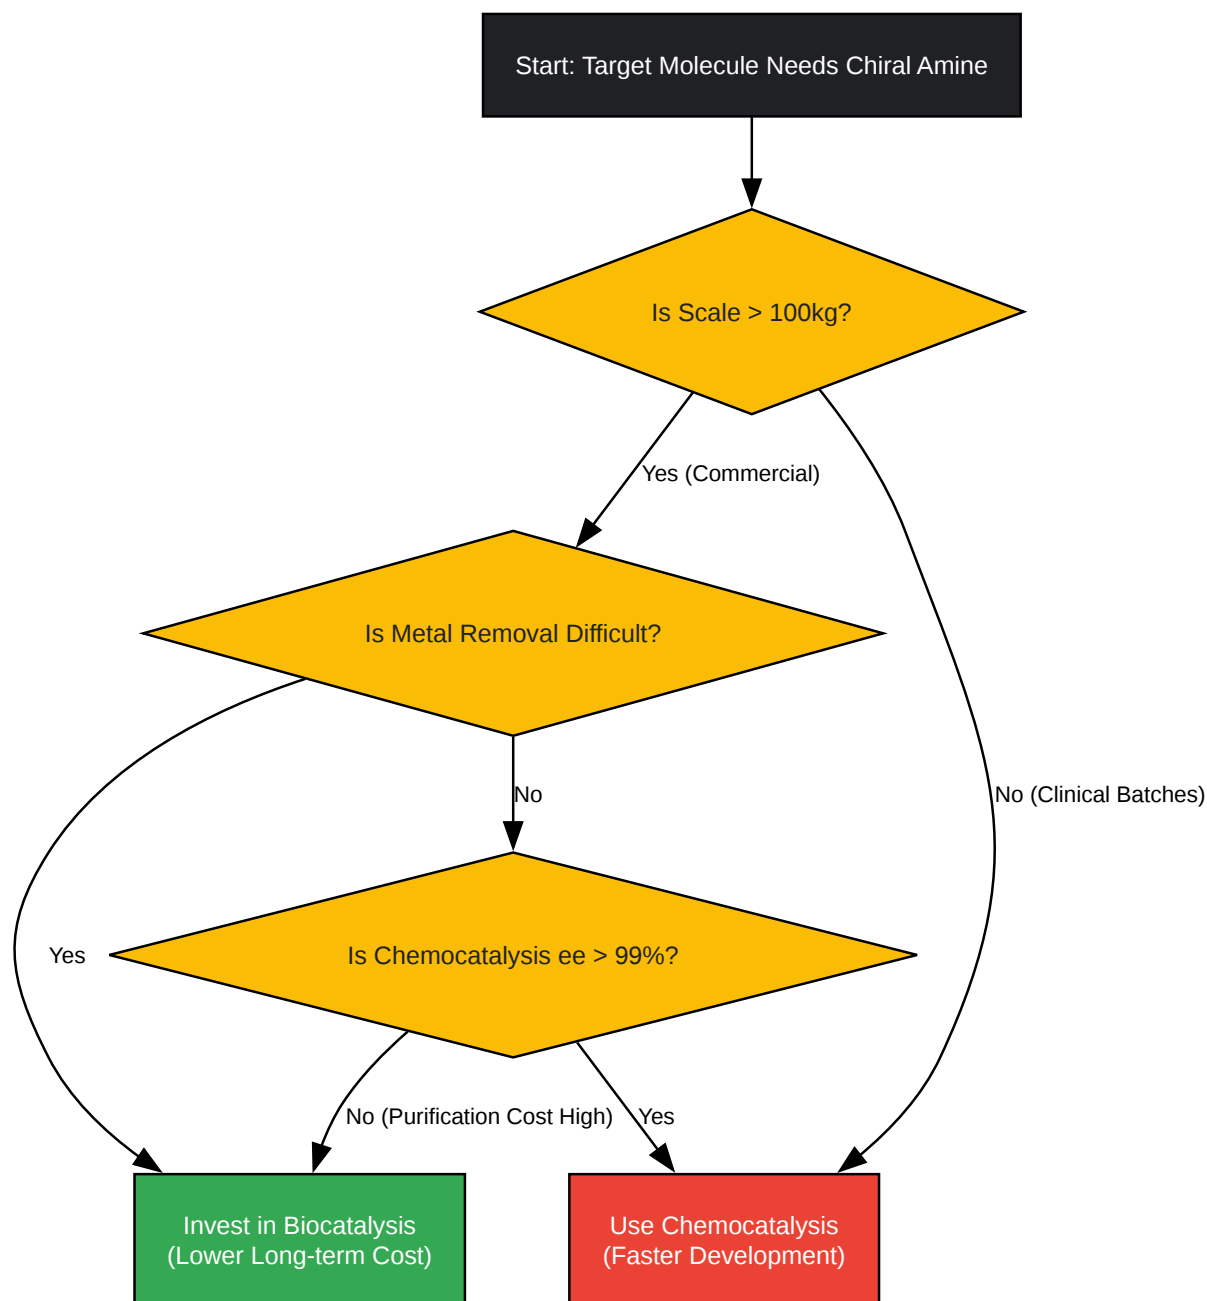 Start: Target Molecule Needs Chiral Amine
Is Scale > 100kg?
Yes (Commercial)
Is Metal Removal Difficult?
No
No (Clinical Batches)
Yes
Is Chemocatalysis ee > 99%?
No (Purification Cost High)
Yes
Invest in Biocatalysis
(Lower Long-term Cost)
Use Chemocatalysis
(Faster Development)